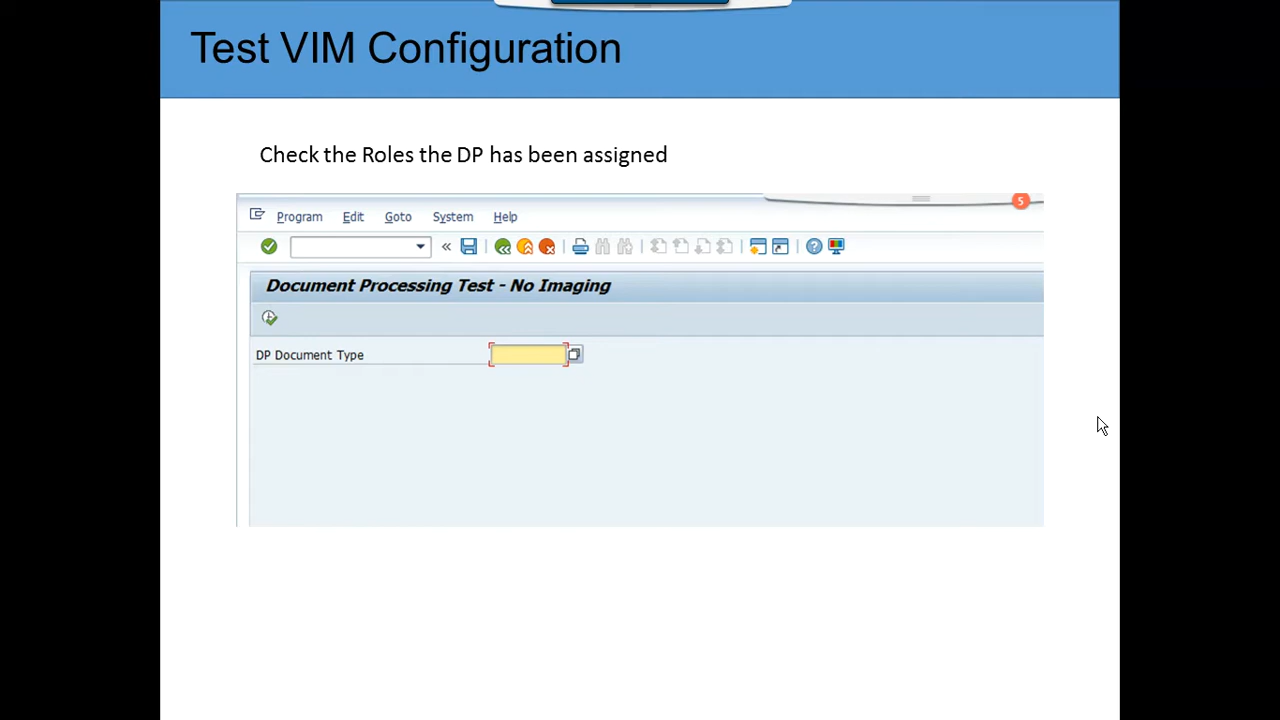 Test VIM Configuration
Check the Roles the DP has been assigned
5
Program Edit Goto System Help
Document Processing Test - No Imaging
DP Document Type